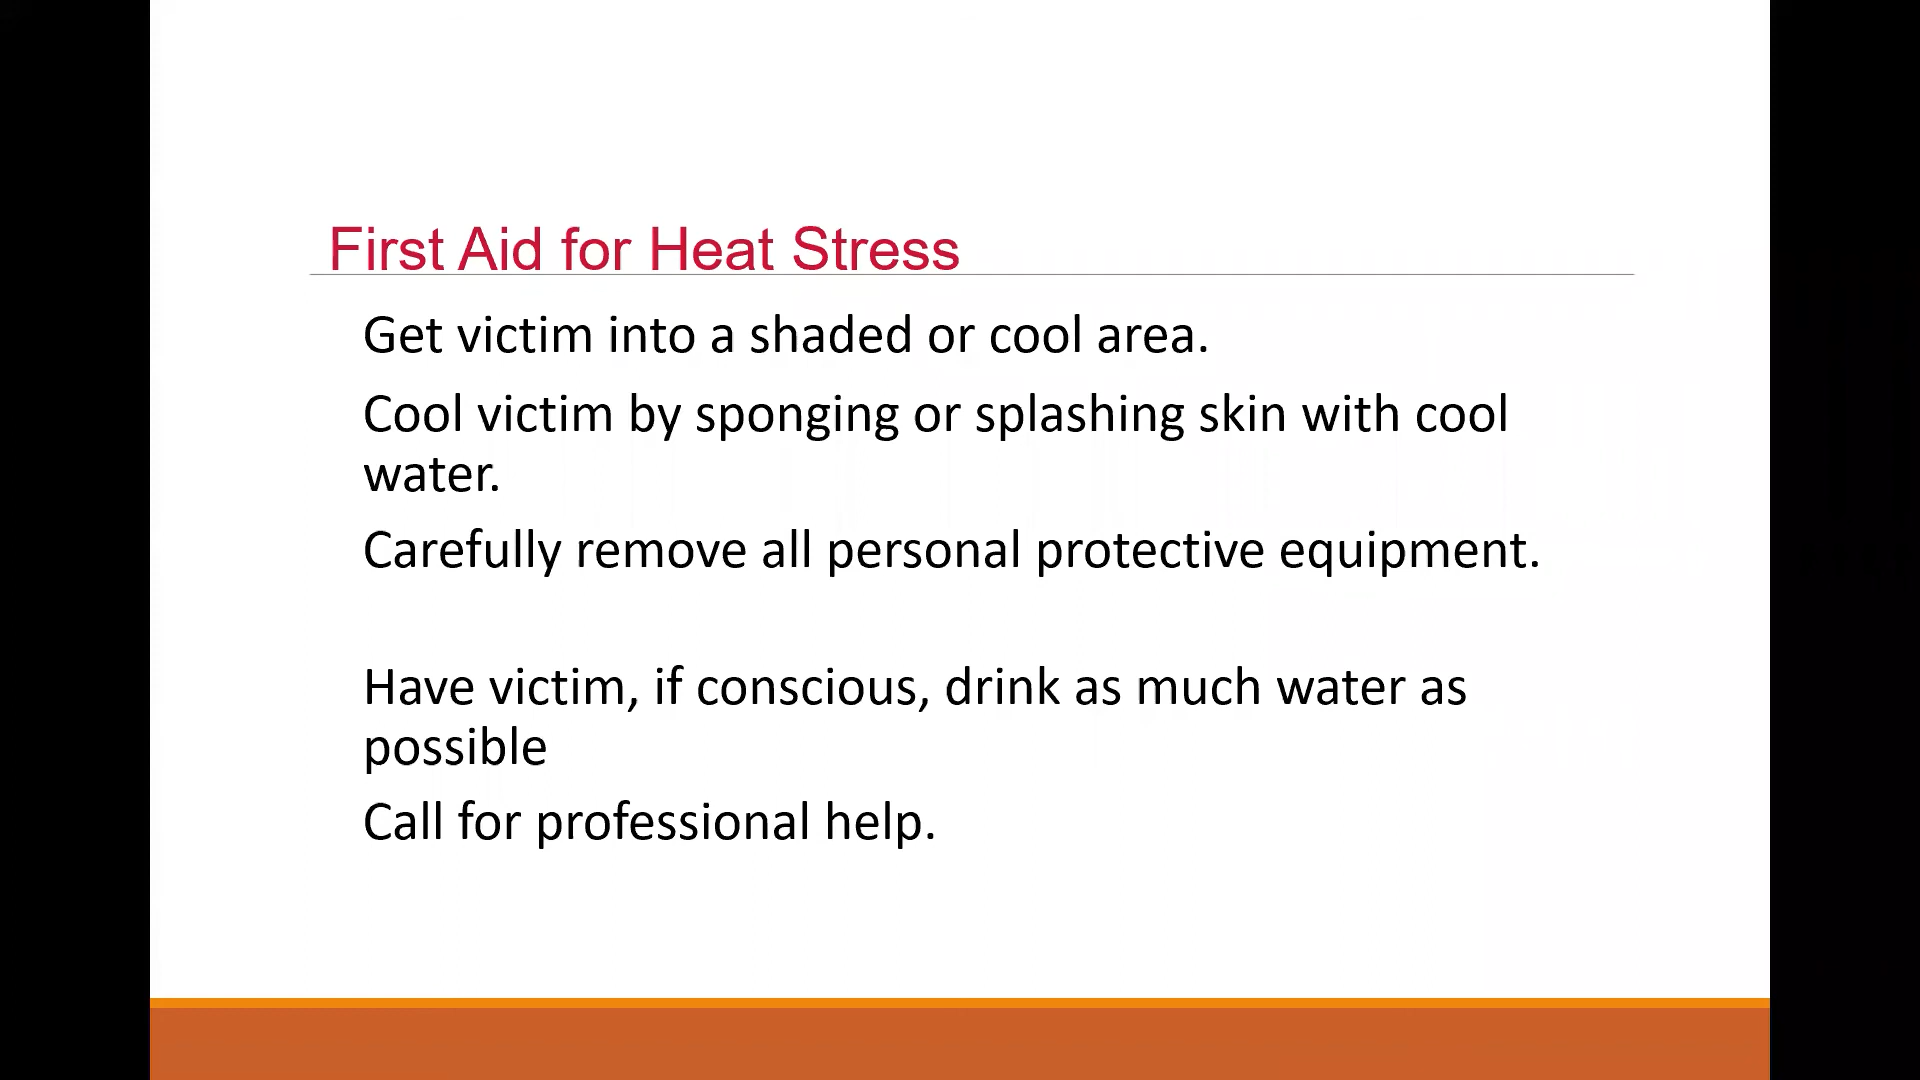 First Aid for Heat Stress
Get victim into a shaded or cool area.
Cool victim by sponging or splashing skin with cool
water.
Carefully remove all personal protective equipment.
Have victim, if conscious, drink as much water as
possible
Call for professional help.